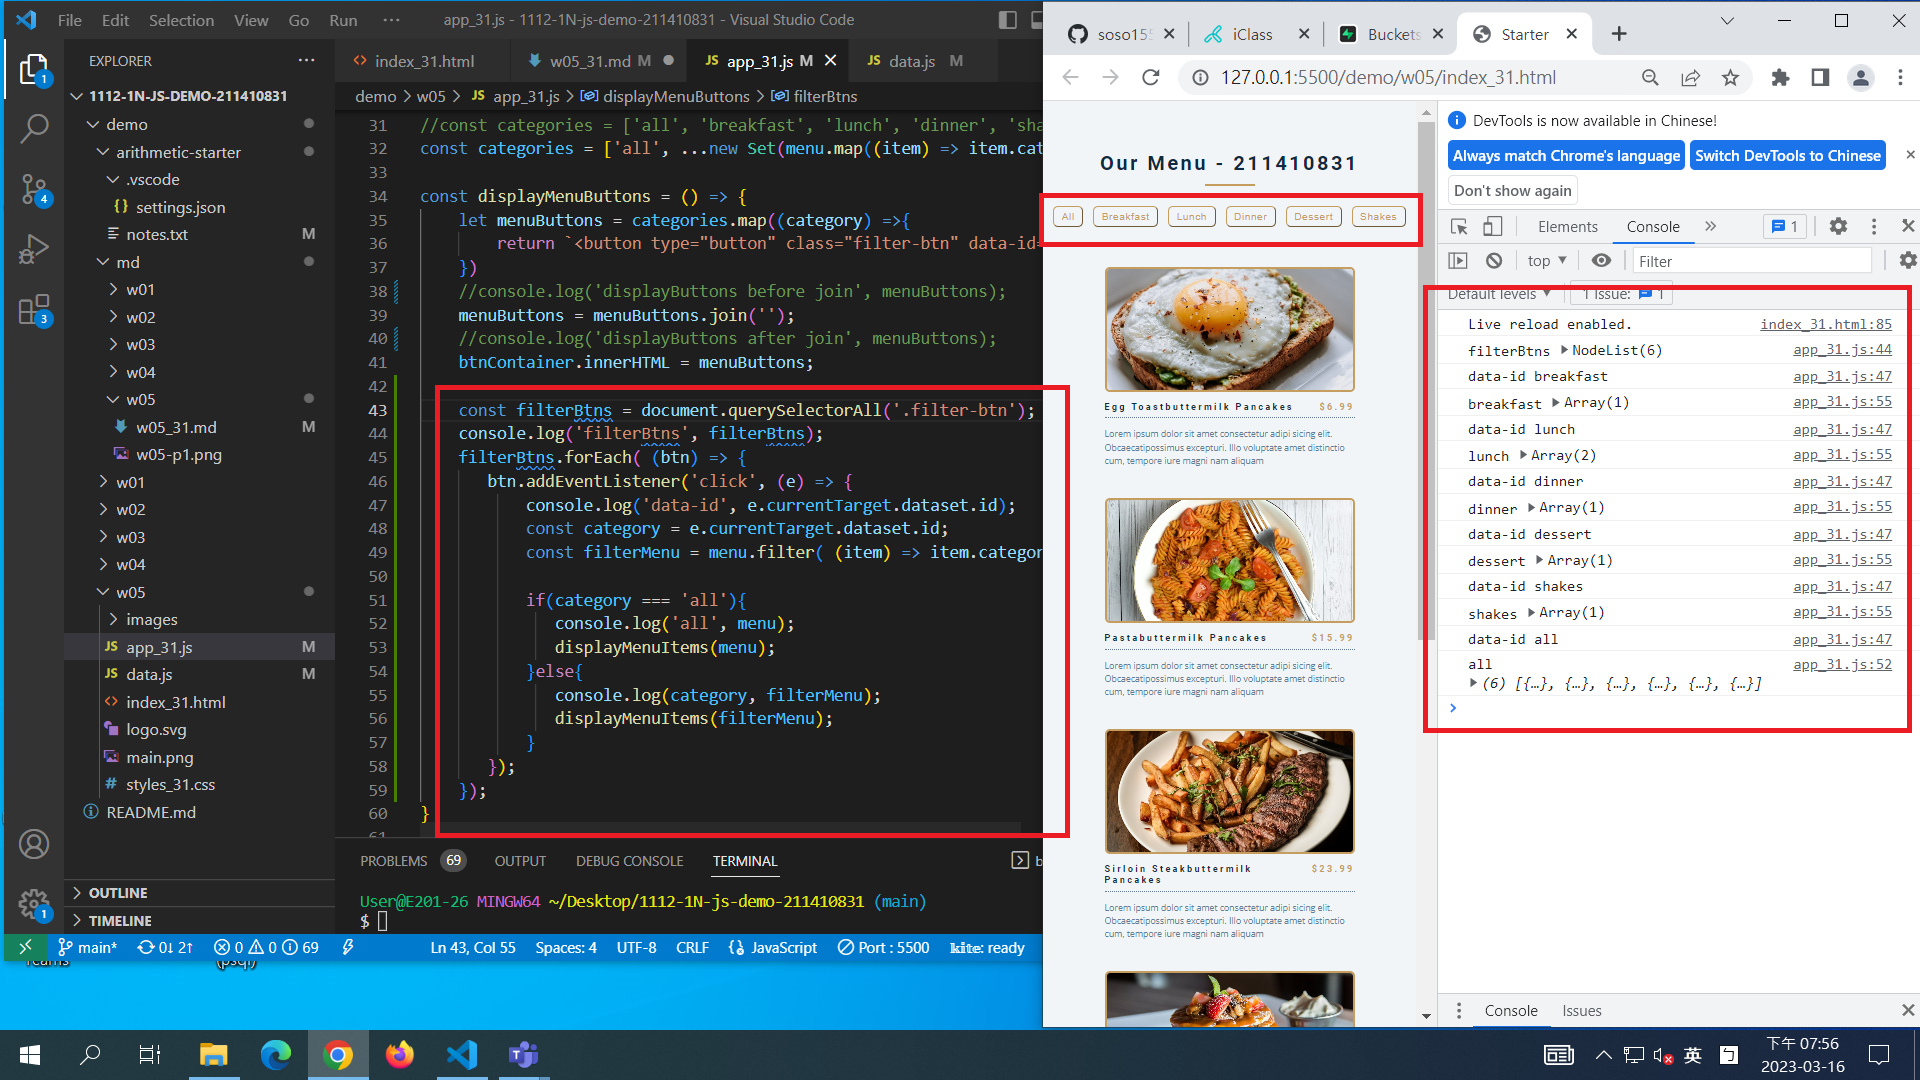 File Edit Selection View Go Run ··· app_31.js - 1112-1N-js-demo-211410831 - Visual Studio Code
EXPLORER ···
1112-1N-JS-DEMO-211410831
demo
arithmetic-starter
.vscode
{} settings.json
notes.txt M
md
w01
w02
w03
w04
w05
w05_31.md M
w05-p1.png
w01
w02
w03
w04
w05
images
JS app_31.js M
JS data.js M
<> index_31.html
logo.svg
main.png
# styles_31.css
README.md
OUTLINE
TIMELINE
1
4
3
1
<> index_31.html w05_31.md M JS app_31.js M JS data.js M
demo > w05 > JS app_31.js > displayMenuButtons > filterBtns
31 //const categories = ['all', 'breakfast', 'lunch', 'dinner', 'sha
32 const categories = ['all', ...new Set(menu.map((item) => item.cat
33
34 const displayMenuButtons = () => {
35 let menuButtons = categories.map((category) =>{
36 return `<button type="button" class="filter-btn" data-id=
37 })
38 //console.log('displayButtons before join', menuButtons);
39 menuButtons = menuButtons.join('');
40 //console.log('displayButtons after join', menuButtons);
41 btnContainer.innerHTML = menuButtons;
42
43 const filterBtns = document.querySelectorAll('.filter-btn');
44 console.log('filterBtns', filterBtns);
45 filterBtns.forEach( (btn) => {
46 btn.addEventListener('click', (e) => {
47 console.log('data-id', e.currentTarget.dataset.id);
48 const category = e.currentTarget.dataset.id;
49 const filterMenu = menu.filter( (item) => item.categor
50
51 if(category === 'all'){
52 console.log('all', menu);
53 displayMenuItems(menu);
54 }else{
55 console.log(category, filterMenu);
56 displayMenuItems(filterMenu);
57 }
58 });
59 });
60 }
61
PROBLEMS 69 OUTPUT DEBUG CONSOLE TERMINAL b
User@E201-26 MINGW64 ~/Desktop/1112-1N-js-demo-211410831 (main)
$
main* 0↓ 2↑ 0 0 69 Ln 43, Col 55 Spaces: 4 UTF-8 CRLF {} JavaScript Port : 5500 kite: ready
Teams (psql)
soso155 iClass Buckets Starter
127.0.0.1:5500/demo/w05/index_31.html
Our Menu - 211410831
All Breakfast Lunch Dinner Dessert Shakes
Egg Toastbuttermilk Pancakes $6.99
Lorem ipsum dolor sit amet consectetur adipi sicing elit.
Obcaecatipossimus excepturi. Illo voluptate amet distinctio
cum, tempore iure magni nam aliquam
Pastabuttermilk Pancakes $15.99
Lorem ipsum dolor sit amet consectetur adipi sicing elit.
Obcaecatipossimus excepturi. Illo voluptate amet distinctio
cum, tempore iure magni nam aliquam
Sirloin Steakbuttermilk $23.99
Pancakes
Lorem ipsum dolor sit amet consectetur adipi sicing elit.
Obcaecatipossimus excepturi. Illo voluptate amet distinctio
cum, tempore iure magni nam aliquam
DevTools is now available in Chinese!
Always match Chrome's language Switch DevTools to Chinese
Don't show again
Elements Console » 1
top Filter
Default levels 1 Issue: 1
Live reload enabled. index_31.html:85
filterBtns NodeList(6) app_31.js:44
data-id breakfast app_31.js:47
breakfast Array(1) app_31.js:55
data-id lunch app_31.js:47
lunch Array(2) app_31.js:55
data-id dinner app_31.js:47
dinner Array(1) app_31.js:55
data-id dessert app_31.js:47
dessert Array(1) app_31.js:55
data-id shakes app_31.js:47
shakes Array(1) app_31.js:55
data-id all app_31.js:47
all app_31.js:52
(6) [{…}, {…}, {…}, {…}, {…}, {…}]
Console Issues
英 ㄅ
下午 07:56
2023-03-16